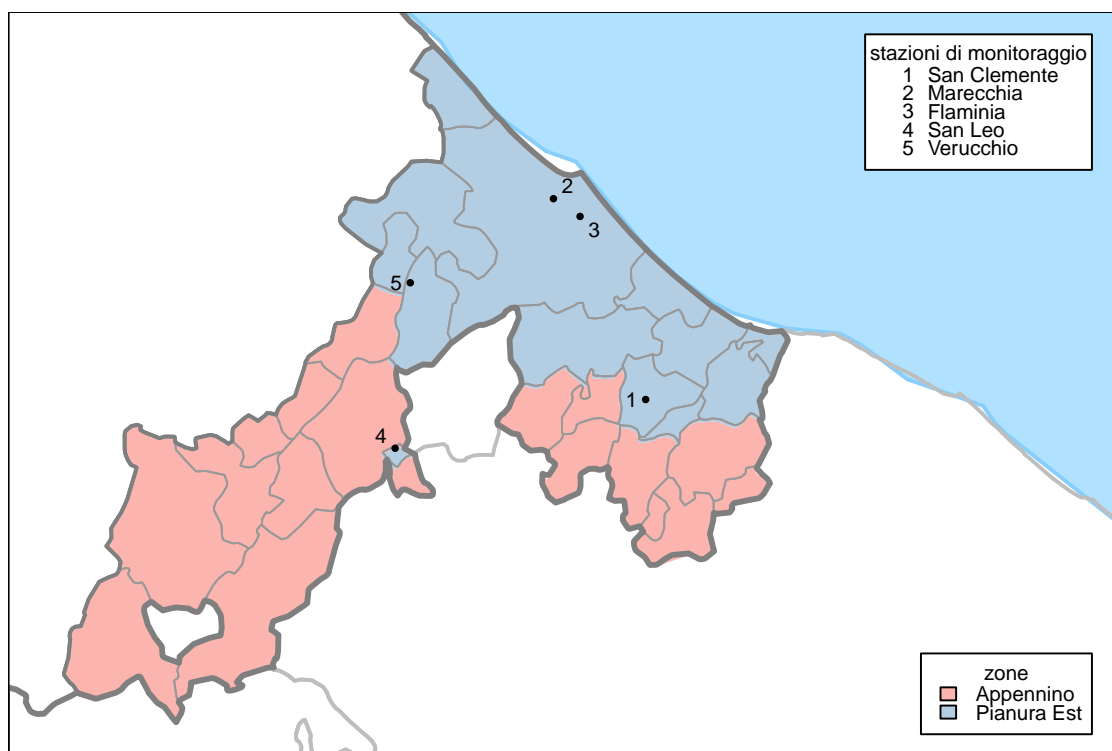 stazioni di monitoraggio
1 San Clemente
2 Marecchia
3 Flaminia
4 San Leo
5 Verucchio
2
3
5
1
4
zone
Appennino
Pianura Est